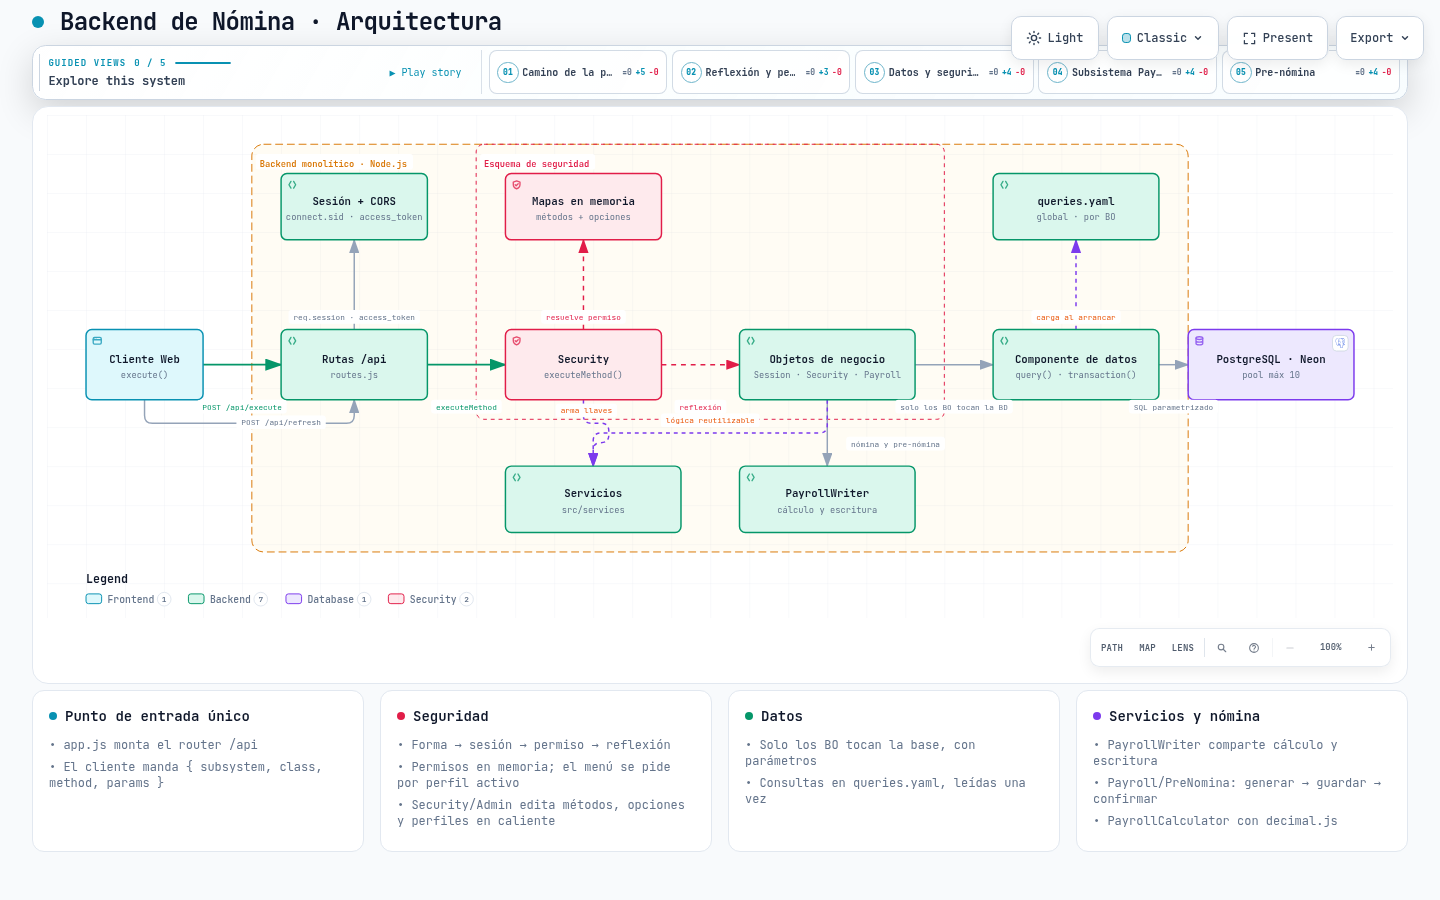 Backend de Nómina · Arquitectura
Light
Classic
Present
Export
GUIDED VIEWS 0 / 5
Explore this system
▶ Play story
01 Camino de la p… =0 +5 -0
02 Reflexión y pe… =0 +3 -0
03 Datos y seguri… =0 +4 -0
04 Subsistema Pay… =0 +4 -0
05 Pre-nómina =0 +4 -0
Backend monolítico · Node.js
Esquema de seguridad
Sesión + CORS
connect.sid · access_token
Mapas en memoria
métodos + opciones
queries.yaml
global · por BO
req.session · access_token
resuelve permiso
carga al arrancar
Cliente Web
execute()
Rutas /api
routes.js
Security
executeMethod()
Objetos de negocio
Session · Security · Payroll
Componente de datos
query() · transaction()
PostgreSQL · Neon
pool máx 10
POST /api/execute
executeMethod
arma llaves
reflexión
solo los BO tocan la BD
SQL parametrizado
POST /api/refresh
lógica reutilizable
nómina y pre-nómina
Servicios
src/services
PayrollWriter
cálculo y escritura
Legend
Frontend 1
Backend 7
Database 1
Security 2
PATH MAP LENS − 100% +
Punto de entrada único
• app.js monta el router /api
• El cliente manda { subsystem, class,
method, params }
Seguridad
• Forma → sesión → permiso → reflexión
• Permisos en memoria; el menú se pide
por perfil activo
• Security/Admin edita métodos, opciones
y perfiles en caliente
Datos
• Solo los BO tocan la base, con
parámetros
• Consultas en queries.yaml, leídas una
vez
Servicios y nómina
• PayrollWriter comparte cálculo y
escritura
• Payroll/PreNomina: generar → guardar →
confirmar
• PayrollCalculator con decimal.js